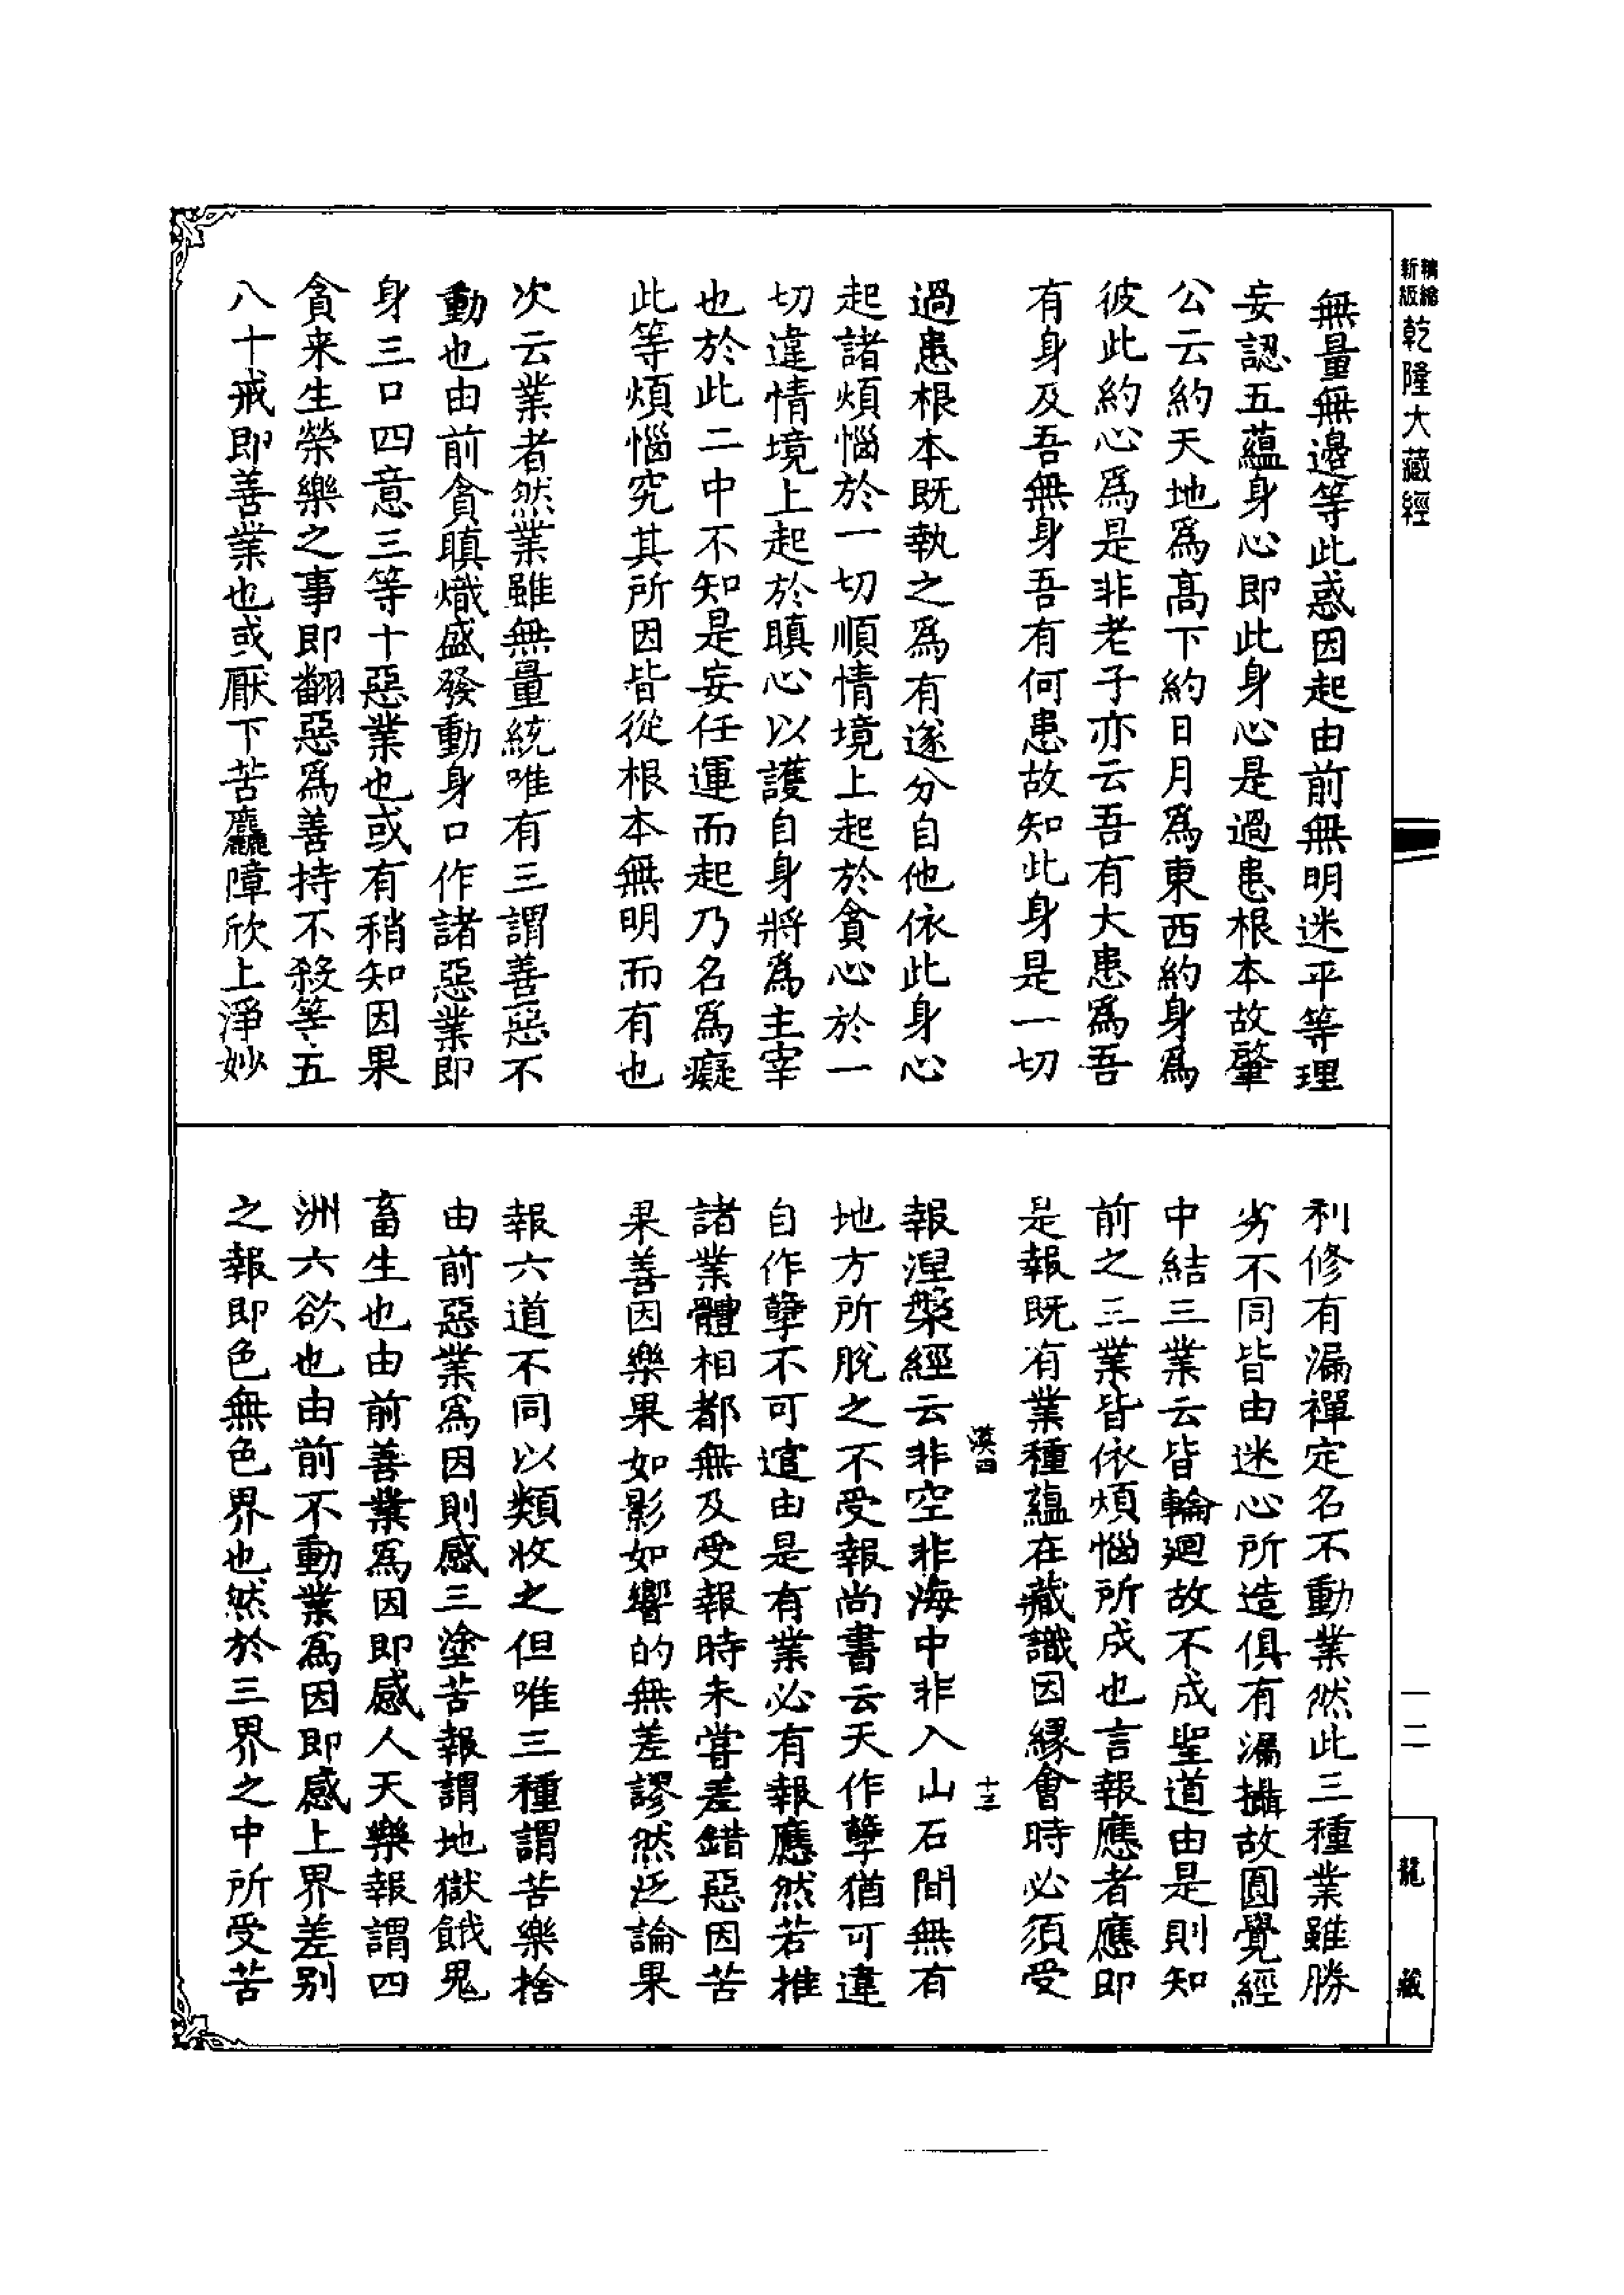 新編縮級乾隆大藏經
無量無邊等此惑因起由前無明迷平等理
妄認五蘊身心即此身心是過患根本故肇
公云約天地爲高下約日月爲東西約身爲
彼此約心爲是非老子亦云吾有大患爲吾
有身及吾無身吾有何患故知此身是一切
過患根本既執之爲有遂分自他依此身心
起諸煩惱於一切順情境上起於貪心於一
切違情境上起於瞋心以護自身將爲主宰
也於此二中不知是妄任運而起乃名爲癡
此等煩惱究其所因皆從根本無明而有也
次云業者然業雖無量統唯有三謂善惡不
動也由前貪瞋熾盛發動身口作諸惡業即
身三口四意三等十惡業也或有稍知因果
貪来生榮樂之事即翻惡爲善持不殺等五
八十戒即善業也或厭下苦麤障欣上淨妙
利修有漏禪定名不動業然此三種業雖勝
劣不同皆由迷心所造俱有漏攝故圓覺經
中結三業云皆輪廻故不成聖道由是則知
前之三業皆依煩惱所成也言報應者應即
是報既有業種蘊在藏識因緣會時必須受
漢四
十三
報涅槃經云非空非海中非入山石間無有
地方所脫之不受報尚書云天作孽猶可違
自作孽不可逭由是有業必有報應然若推
諸業體相都無及受報時未嘗差錯惡因苦
果善因樂果如影如響的無差謬然泛論果
報六道不同以類收之但唯三種謂苦樂捨
由前惡業爲因則感三塗苦報謂地獄餓鬼
畜生也由前善業爲因即感人天樂報謂四
洲六欲也由前不動業爲因即感上界差别
之報即色無色界也然於三界之中所受苦
一二
龍藏